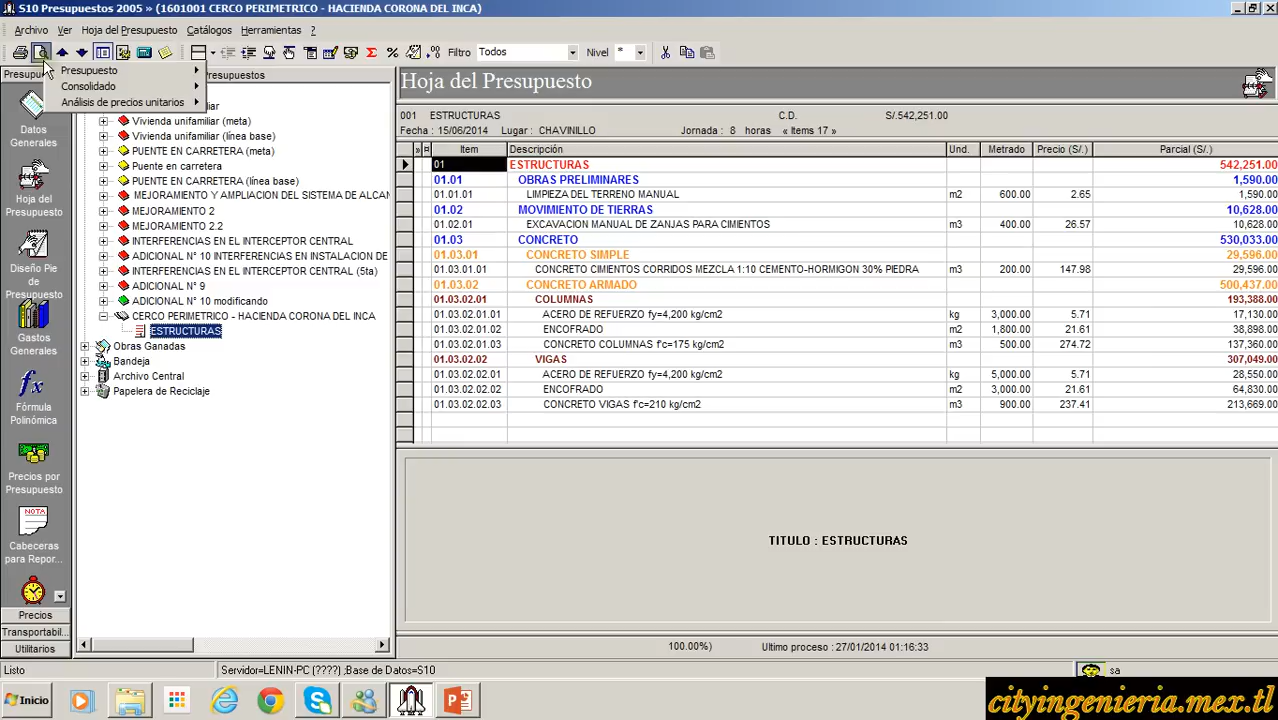 S10 Presupuestos 2005 » (1601001 CERCO PERIMETRICO - HACIENDA CORONA DEL INCA)
Archivo Ver Hoja del Presupuesto Catálogos Herramientas ?
Filtro Todos Nivel *
Presupuesto
Consolidado
Análisis de precios unitarios
Presupuestos
Vivienda unifamiliar (meta)
Vivienda unifamiliar (línea base)
PUENTE EN CARRETERA (meta)
Puente en carretera
PUENTE EN CARRETERA (línea base)
MEJORAMIENTO Y AMPLIACION DEL SISTEMA DE ALCAN
MEJORAMIENTO 2
MEJORAMIENTO 2.2
INTERFERENCIAS EN EL INTERCEPTOR CENTRAL
ADICIONAL N° 10 INTERFERENCIAS EN INSTALACION DE
INTERFERENCIAS EN EL INTERCEPTOR CENTRAL (5ta)
ADICIONAL N° 9
ADICIONAL N° 10 modificando
CERCO PERIMETRICO - HACIENDA CORONA DEL INCA
ESTRUCTURAS
Obras Ganadas
Bandeja
Archivo Central
Papelera de Reciclaje
Datos
Generales
Hoja del
Presupuesto
Diseño Pie
de
Presupuesto
Gastos
Generales
Fórmula
Polinómica
Precios por
Presupuesto
NOTA
Cabeceras
para Repor...
Precios
Transportabil...
Utilitarios
Hoja del Presupuesto
001 ESTRUCTURAS C.D. S/.542,251.00
Fecha : 15/06/2014 Lugar : CHAVINILLO Jornada : 8 horas « Items 17 »
» ¤ Item Descripción Und. Metrado Precio (S/.) Parcial (S/.)
01 ESTRUCTURAS 542,251.00
01.01 OBRAS PRELIMINARES 1,590.00
01.01.01 LIMPIEZA DEL TERRENO MANUAL m2 600.00 2.65 1,590.00
01.02 MOVIMIENTO DE TIERRAS 10,628.00
01.02.01 EXCAVACION MANUAL DE ZANJAS PARA CIMIENTOS m3 400.00 26.57 10,628.00
01.03 CONCRETO 530,033.00
01.03.01 CONCRETO SIMPLE 29,596.00
01.03.01.01 CONCRETO CIMIENTOS CORRIDOS MEZCLA 1:10 CEMENTO-HORMIGON 30% PIEDRA m3 200.00 147.98 29,596.00
01.03.02 CONCRETO ARMADO 500,437.00
01.03.02.01 COLUMNAS 193,388.00
01.03.02.01.01 ACERO DE REFUERZO fy=4,200 kg/cm2 kg 3,000.00 5.71 17,130.00
01.03.02.01.02 ENCOFRADO m2 1,800.00 21.61 38,898.00
01.03.02.01.03 CONCRETO COLUMNAS f'c=175 kg/cm2 m3 500.00 274.72 137,360.00
01.03.02.02 VIGAS 307,049.00
01.03.02.02.01 ACERO DE REFUERZO fy=4,200 kg/cm2 kg 5,000.00 5.71 28,550.00
01.03.02.02.02 ENCOFRADO m2 3,000.00 21.61 64,830.00
01.03.02.02.03 CONCRETO VIGAS f'c=210 kg/cm2 m3 900.00 237.41 213,669.00
TITULO : ESTRUCTURAS
100.00%) Ultimo proceso : 27/01/2014 01:16:33
Listo Servidor=LENIN-PC (????) ;Base de Datos=S10 sa
Inicio
cityingenieria.mex.tl